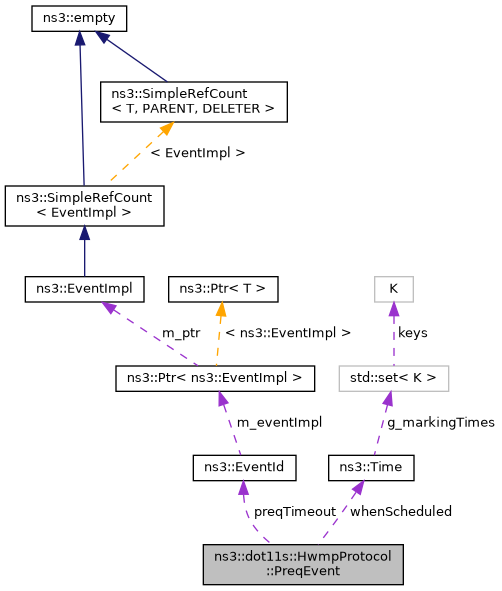 ns3::empty
ns3::SimpleRefCount
< T, PARENT, DELETER >
< EventImpl >
ns3::SimpleRefCount
< EventImpl >
ns3::EventImpl
ns3::Ptr< T >
K
m_ptr
< ns3::EventImpl >
keys
ns3::Ptr< ns3::EventImpl >
std::set< K >
m_eventImpl
g_markingTimes
ns3::EventId
ns3::Time
preqTimeout
whenScheduled
ns3::dot11s::HwmpProtocol
::PreqEvent